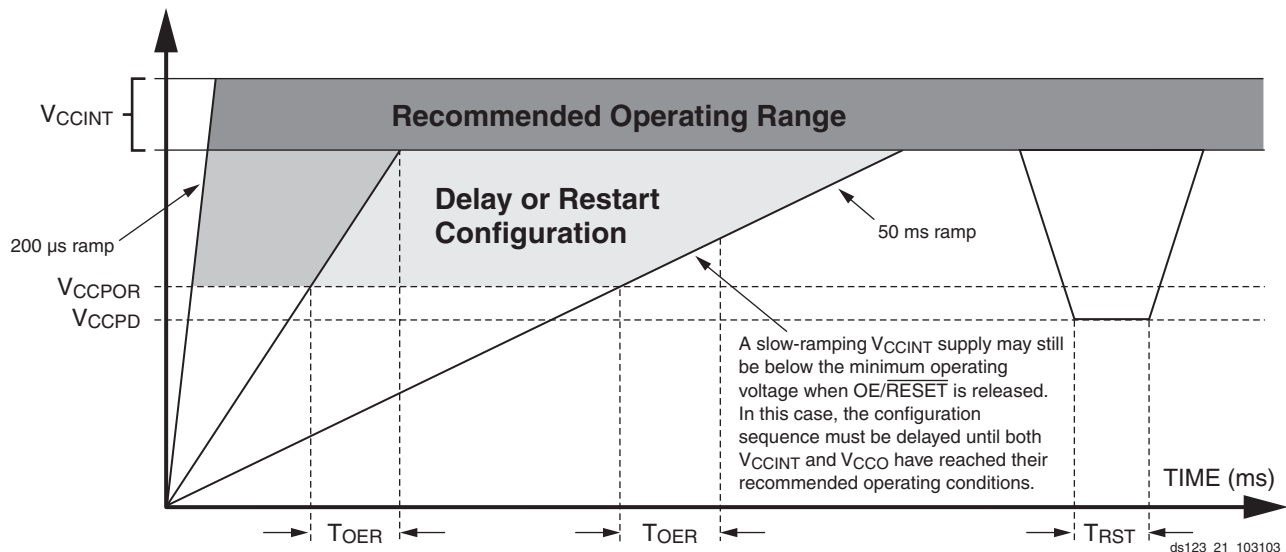 VCCINT
Recommended Operating Range
Delay or Restart
Configuration
200 µs ramp
50 ms ramp
VCCPOR
VCCPD
A slow-ramping VCCINT supply may still
be below the minimum operating
voltage when OE/RESET is released.
In this case, the configuration
sequence must be delayed until both
VCCINT and VCCO have reached their
recommended operating conditions.
TIME (ms)
TOER
TOER
TRST
ds123_21_103103